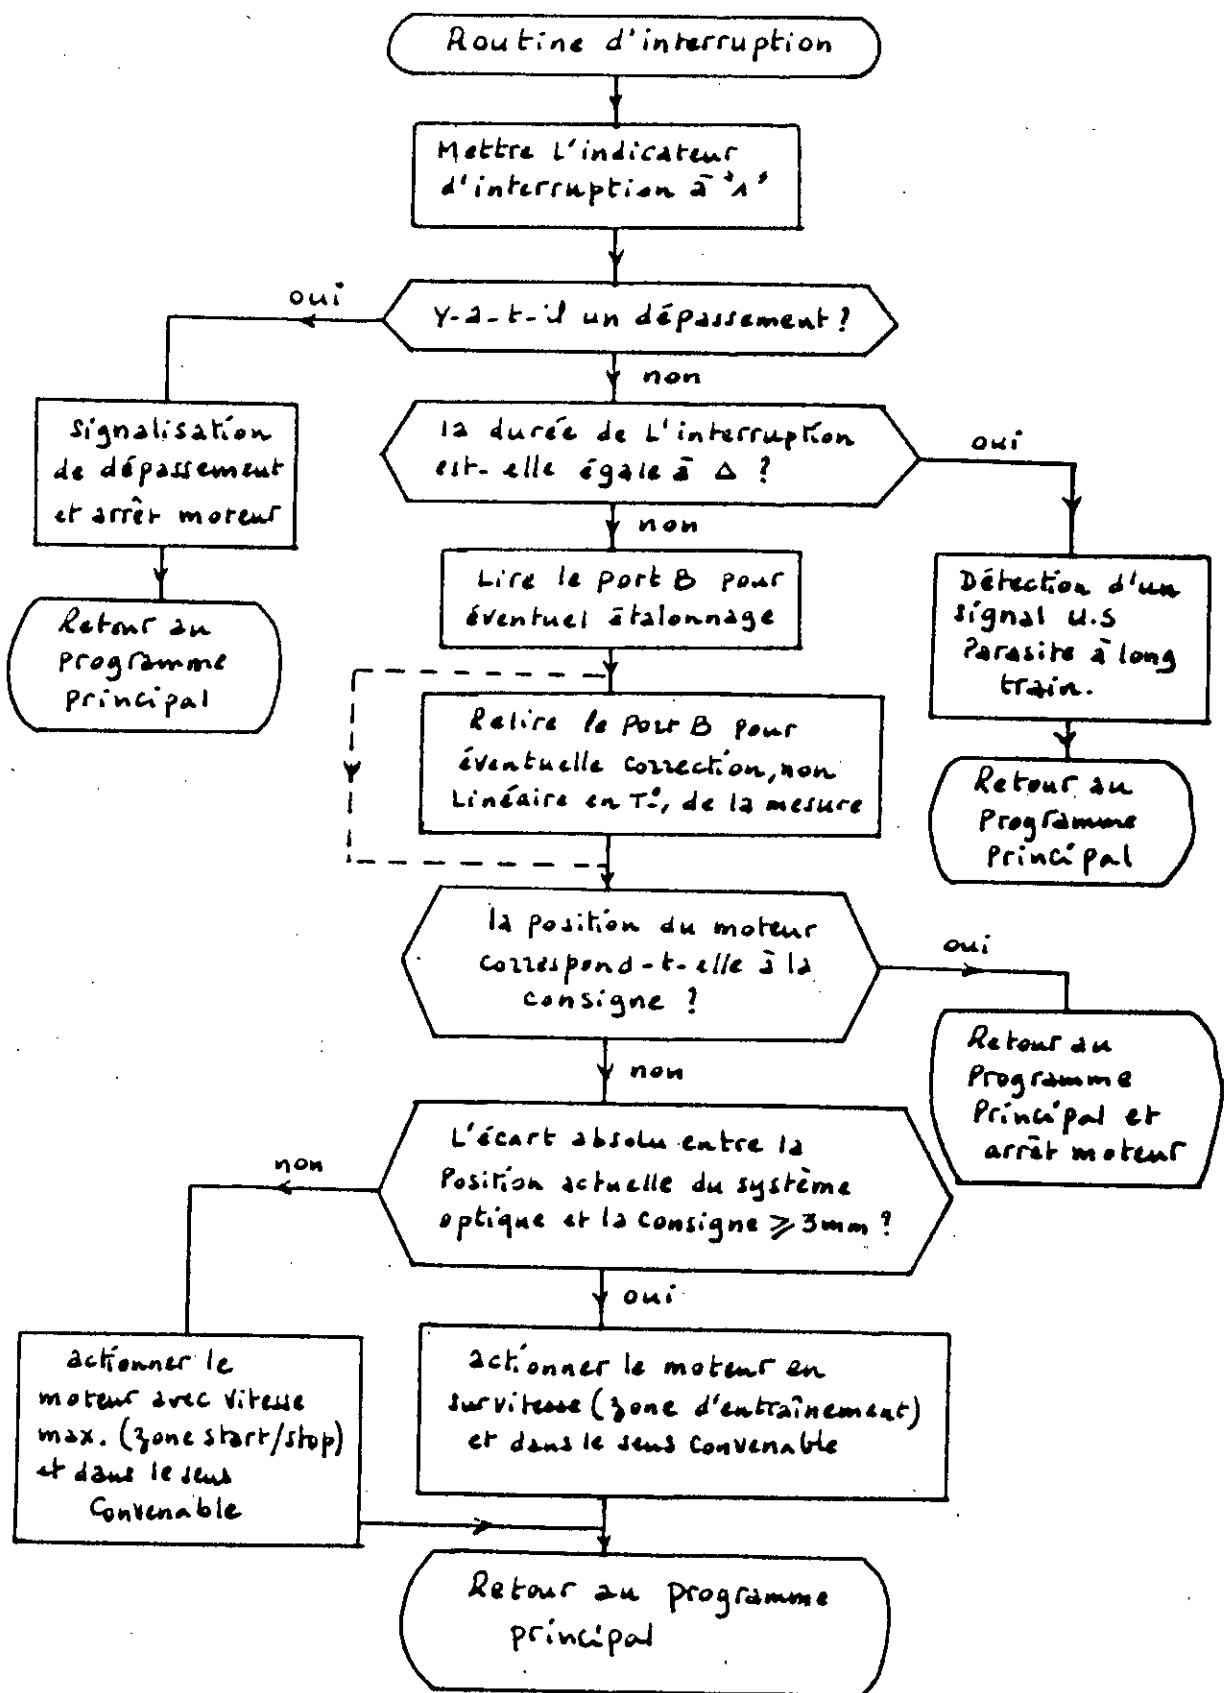 Routine d'interruption
Mettre L'indicateur
d'interruption à '1'
oui
Y-a-t-il un dépassement ?
non
signalisation
de dépassement
et arrêt moteur
la durée de L'interruption
est-elle égale à Δ ?
oui
non
Retour au
programme
principal
Lire le port B pour
éventuel étalonnage
Détection d'un
signal U.S
Parasite à long
train.
Relire le Port B pour
éventuelle correction, non
Linéaire en T°, de la mesure
Retour au
Programme
Principal
la position du moteur
correspond-t-elle à la
consigne ?
oui
non
Retour au
Programme
Principal et
arrêt moteur
L'écart absolu entre la
Position actuelle du système
optique et la Consigne ⩾ 3mm ?
non
oui
actionner le
moteur avec vitesse
max. (zone start/stop)
et dans le sens
Convenable
actionner le moteur en
survitesse (zone d'entraînement)
et dans le sens Convenable
Retour au programme
principal